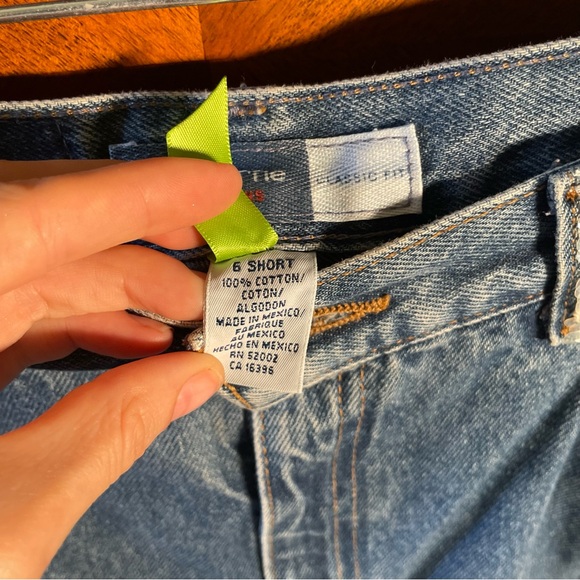 CLASSIC FIT
6 SHORT
100% COTTON/
COTON/
ALGODON
MADE IN MEXICO/
FABRIQUE
AU MEXICO/
HECHO EN MEXICO
RN 52002
CA 16396